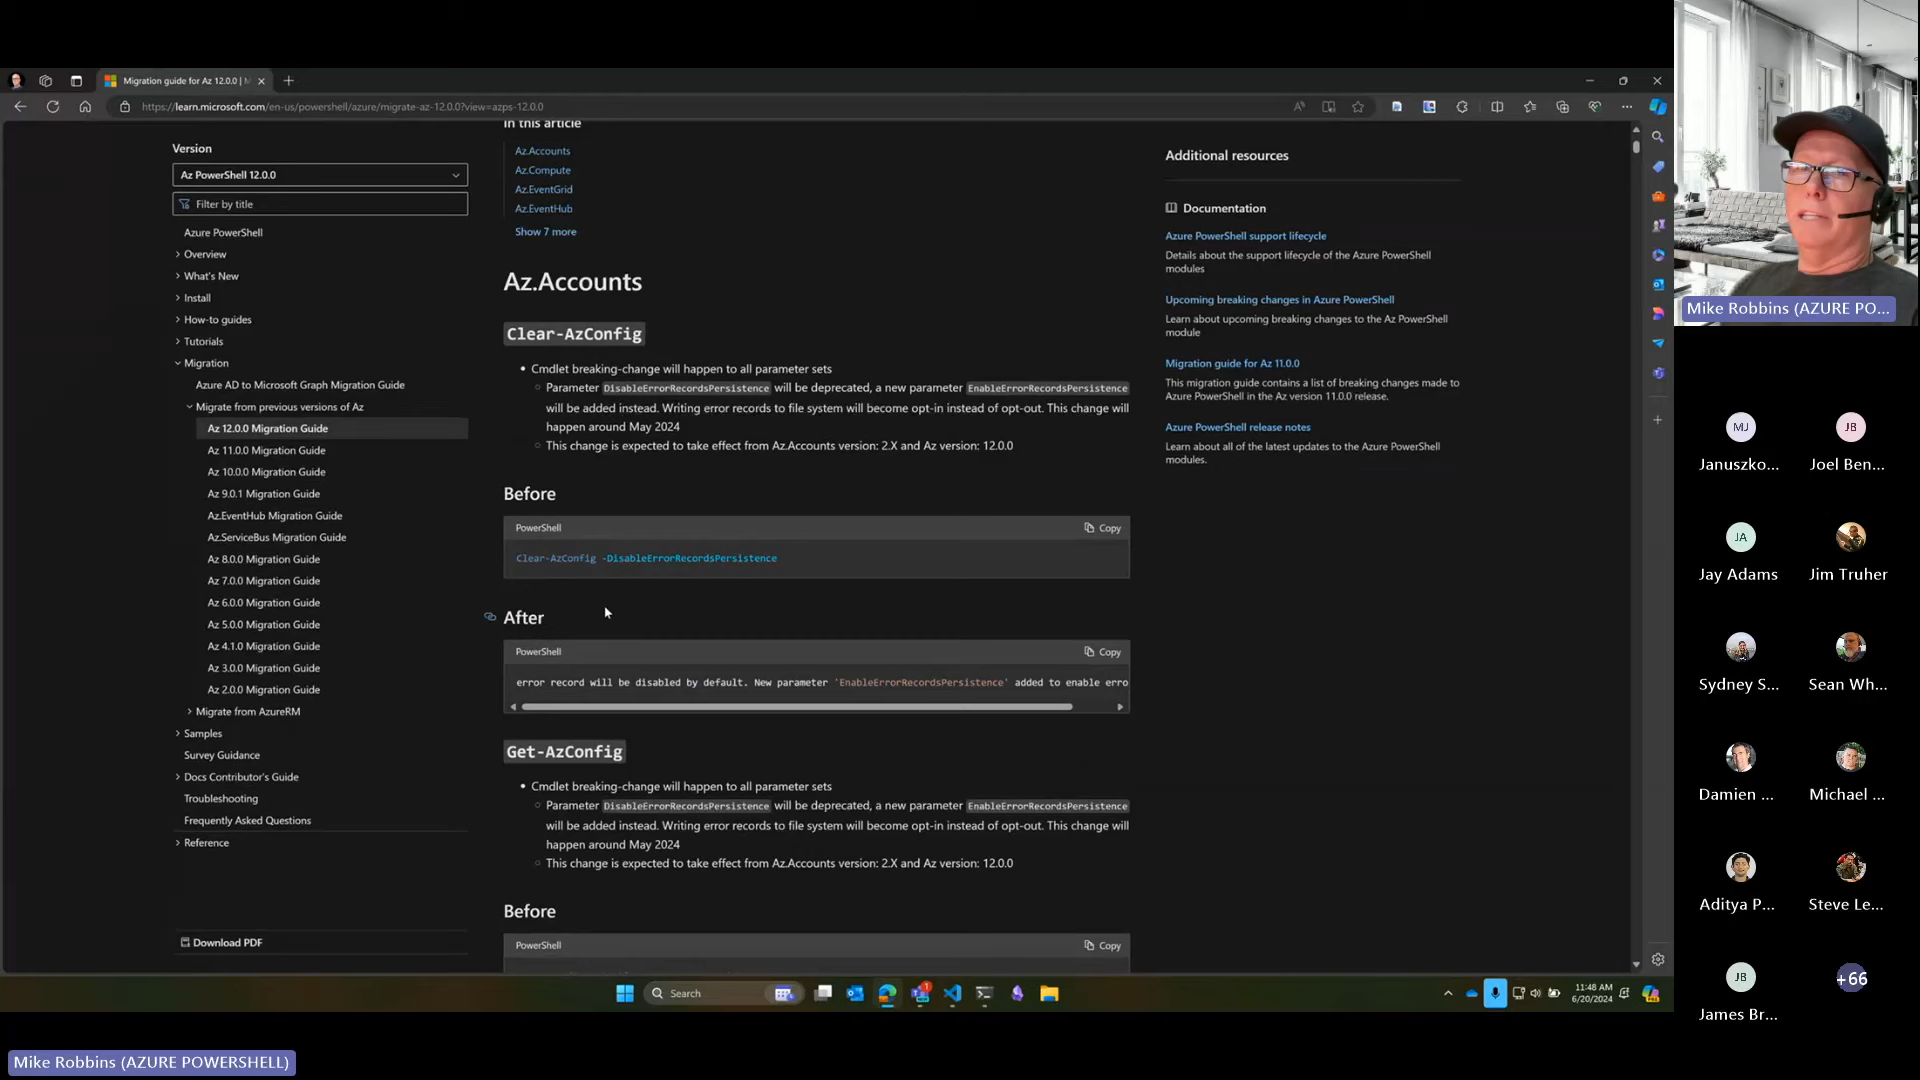 Migration guide for Az 12.0.0 | M
https://learn.microsoft.com/en-us/powershell/azure/migrate-az-12.0.0?view=azps-12.0.0
Version
Az PowerShell 12.0.0
Filter by title
Azure PowerShell
Overview
What's New
Install
How-to guides
Tutorials
Migration
Azure AD to Microsoft Graph Migration Guide
Migrate from previous versions of Az
Az 12.0.0 Migration Guide
Az 11.0.0 Migration Guide
Az 10.0.0 Migration Guide
Az 9.0.1 Migration Guide
Az.EventHub Migration Guide
Az.ServiceBus Migration Guide
Az 8.0.0 Migration Guide
Az 7.0.0 Migration Guide
Az 6.0.0 Migration Guide
Az 5.0.0 Migration Guide
Az 4.1.0 Migration Guide
Az 3.0.0 Migration Guide
Az 2.0.0 Migration Guide
Migrate from AzureRM
Samples
Survey Guidance
Docs Contributor's Guide
Troubleshooting
Frequently Asked Questions
Reference
Download PDF
In this article
Az.Accounts
Az.Compute
Az.EventGrid
Az.EventHub
Show 7 more
Az.Accounts
Clear-AzConfig
• Cmdlet breaking-change will happen to all parameter sets
Parameter DisableErrorRecordsPersistence will be deprecated, a new parameter EnableErrorRecordsPersistence
will be added instead. Writing error records to file system will become opt-in instead of opt-out. This change will
happen around May 2024
This change is expected to take effect from Az.Accounts version: 2.X and Az version: 12.0.0
Before
PowerShell Copy
Clear-AzConfig -DisableErrorRecordsPersistence
After
PowerShell Copy
error record will be disabled by default. New parameter 'EnableErrorRecordsPersistence' added to enable erro
Get-AzConfig
• Cmdlet breaking-change will happen to all parameter sets
Parameter DisableErrorRecordsPersistence will be deprecated, a new parameter EnableErrorRecordsPersistence
will be added instead. Writing error records to file system will become opt-in instead of opt-out. This change will
happen around May 2024
This change is expected to take effect from Az.Accounts version: 2.X and Az version: 12.0.0
Before
PowerShell Copy
Additional resources
Documentation
Azure PowerShell support lifecycle
Details about the support lifecycle of the Azure PowerShell
modules
Upcoming breaking changes in Azure PowerShell
Learn about upcoming breaking changes to the Az PowerShell
module
Migration guide for Az 11.0.0
This migration guide contains a list of breaking changes made to
Azure PowerShell in the Az version 11.0.0 release.
Azure PowerShell release notes
Learn about all of the latest updates to the Azure PowerShell
modules.
Search
1
11:48 AM
6/20/2024
Mike Robbins (AZURE PO...
MJ JB
Januszko... Joel Ben...
JA
Jay Adams Jim Truher
Sydney S... Sean Wh...
Damien ... Michael ...
Aditya P... Steve Le...
JB +66
James Br...
Mike Robbins (AZURE POWERSHELL)